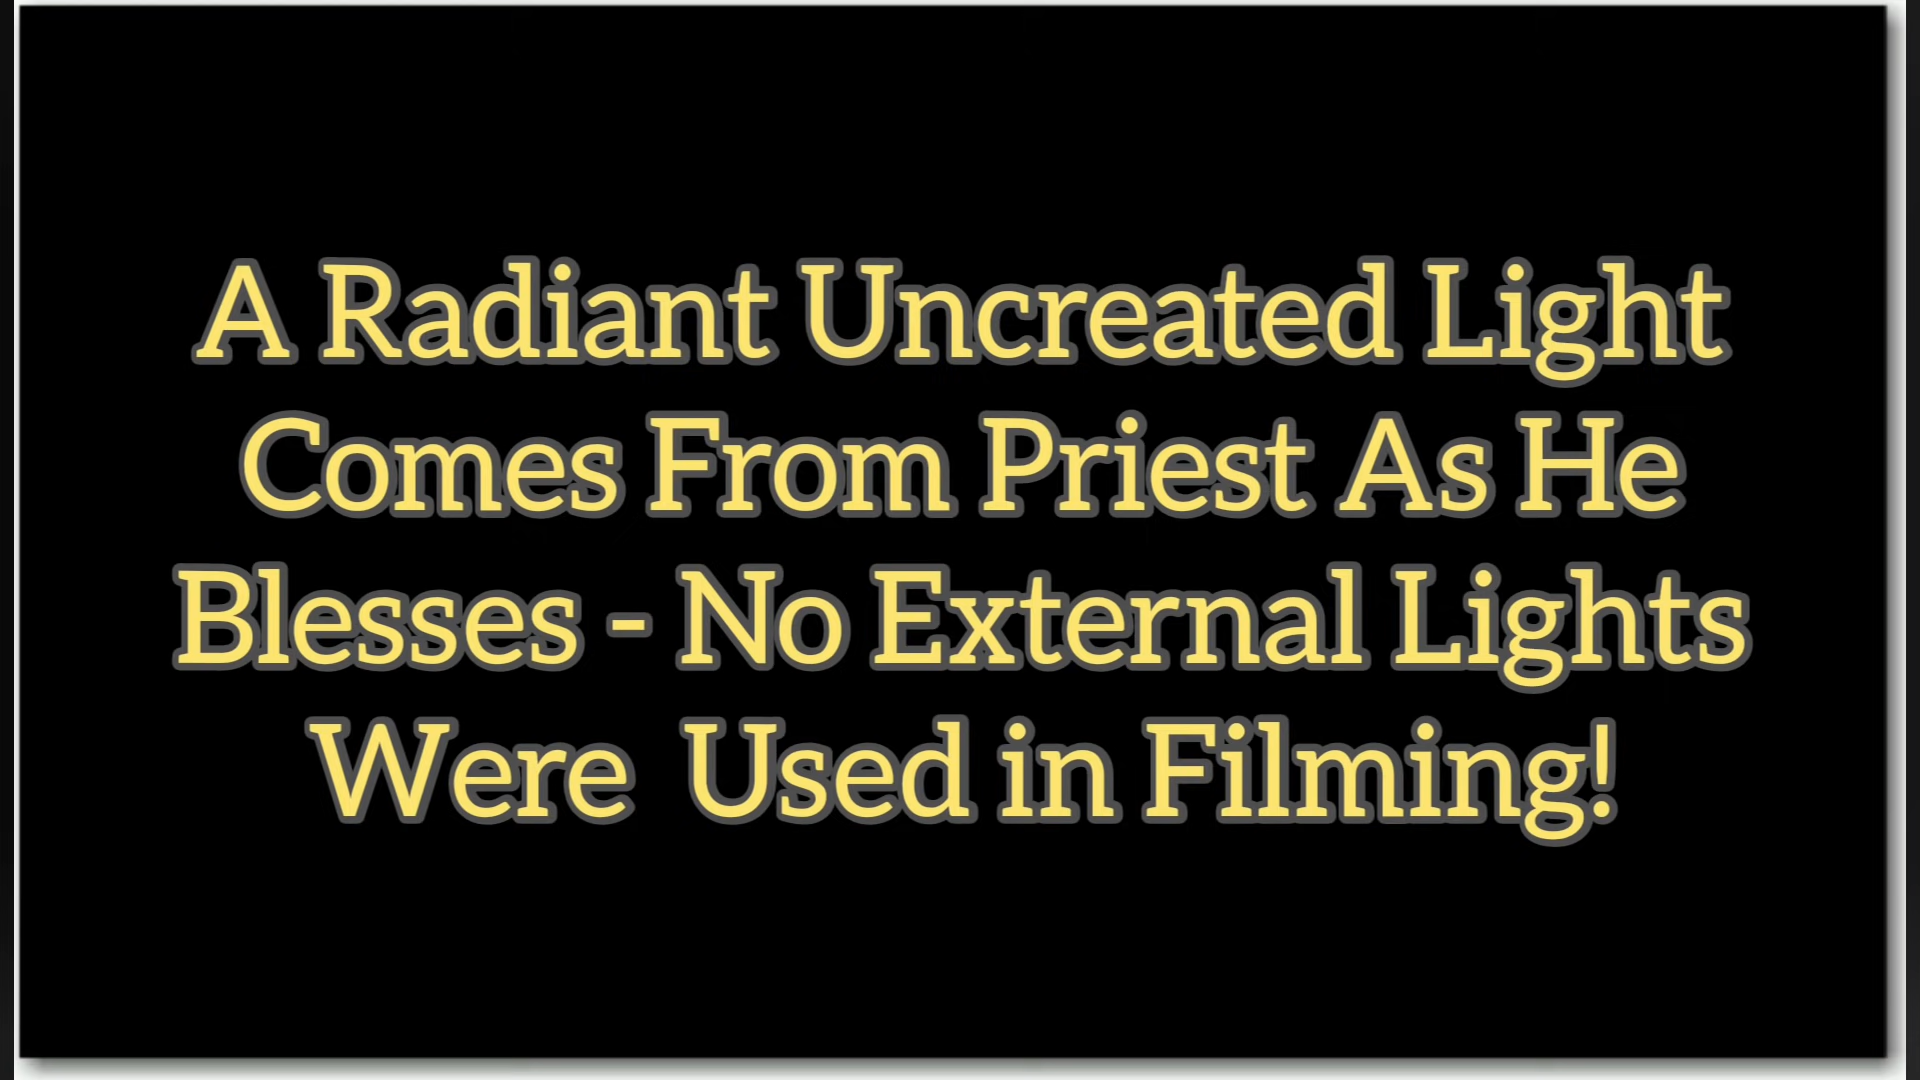 A Radiant Uncreated Light
Comes From Priest As He
Blesses - No External Lights
Were  Used in Filming!